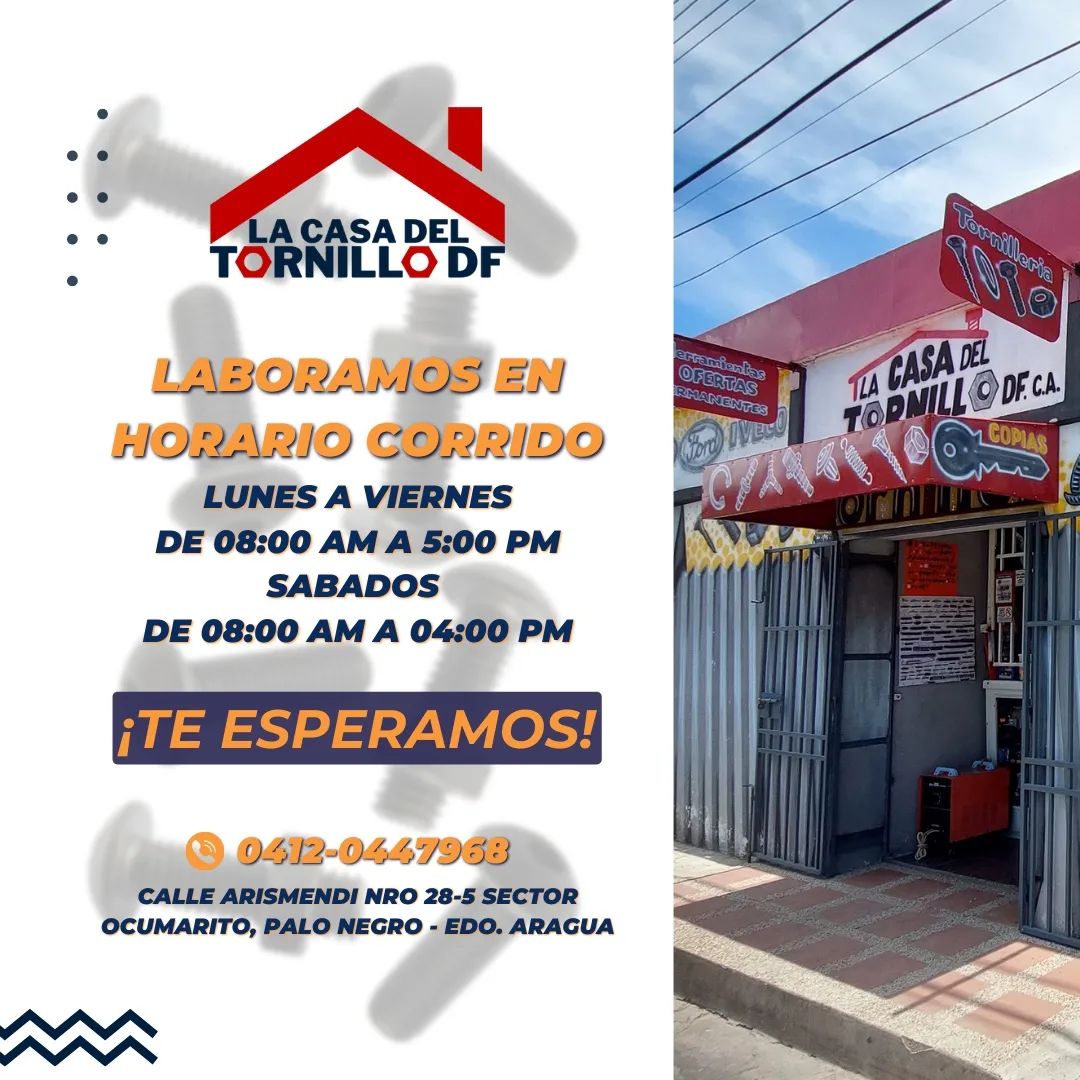 LA CASA DEL
TORNILLO DF
LABORAMOS EN
HORARIO CORRIDO
LUNES A VIERNES
DE 08:00 AM A 5:00 PM
SABADOS
DE 08:00 AM A 04:00 PM
¡TE ESPERAMOS!
0412-0447968
CALLE ARISMENDI NRO 28-5 SECTOR
OCUMARITO, PALO NEGRO - EDO. ARAGUA
Tornilleria
OFERTAS
LA CASA DEL
TORNILLO DF. C.A.
Ford IVECO
COPIAS